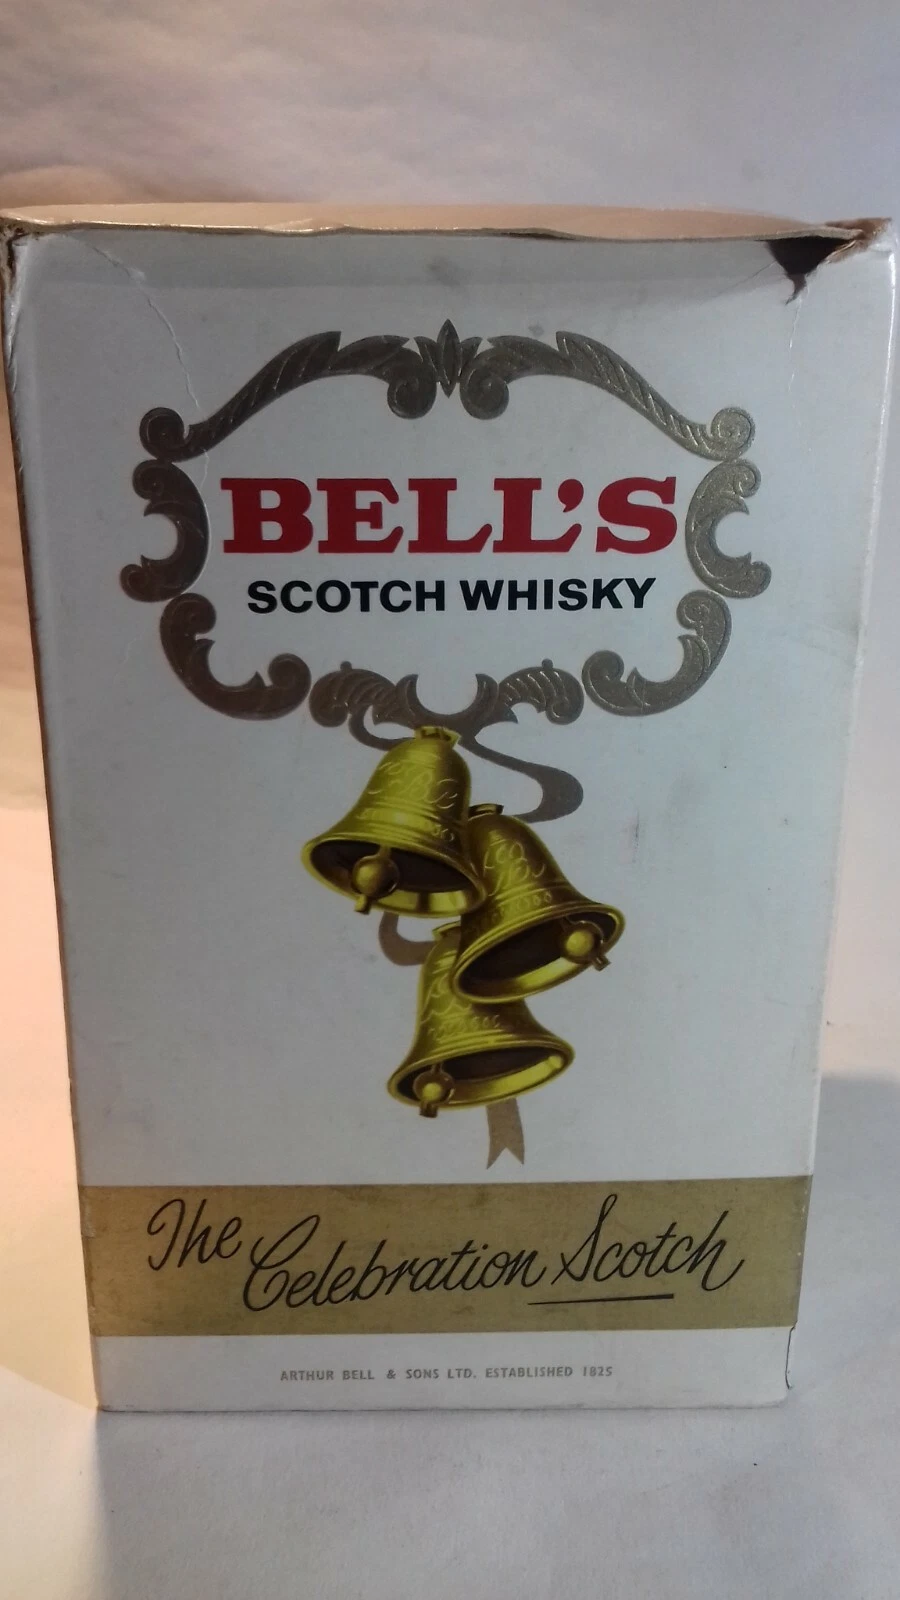 BELL'S
SCOTCH WHISKY
The Celebration Scotch
ARTHUR BELL & SONS LTD. ESTABLISHED 1825